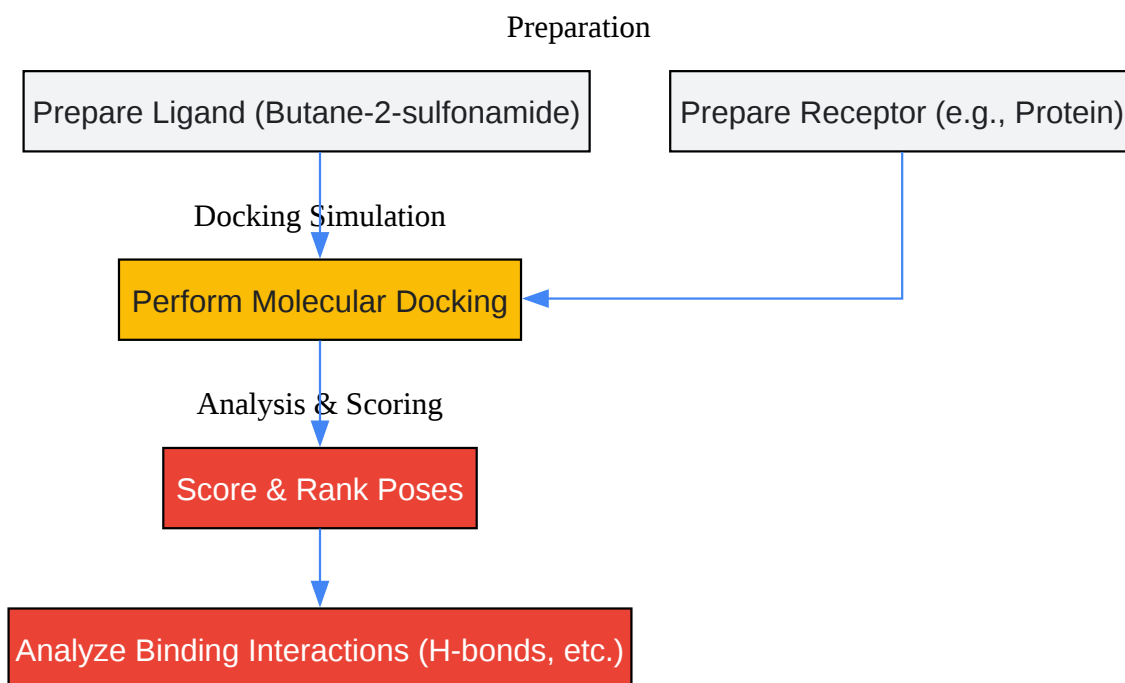 Preparation
Prepare Ligand (Butane-2-sulfonamide)
Prepare Receptor (e.g., Protein)
Docking Simulation
Perform Molecular Docking
Analysis & Scoring
Score & Rank Poses
Analyze Binding Interactions (H-bonds, etc.)